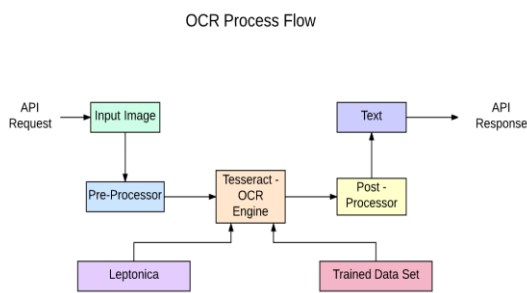 OCR Process Flow
API
Request
Input Image
Text
API
Response
Pre-Processor
Tesseract -
OCR
Engine
Post -
Processor
Leptonica
Trained Data Set